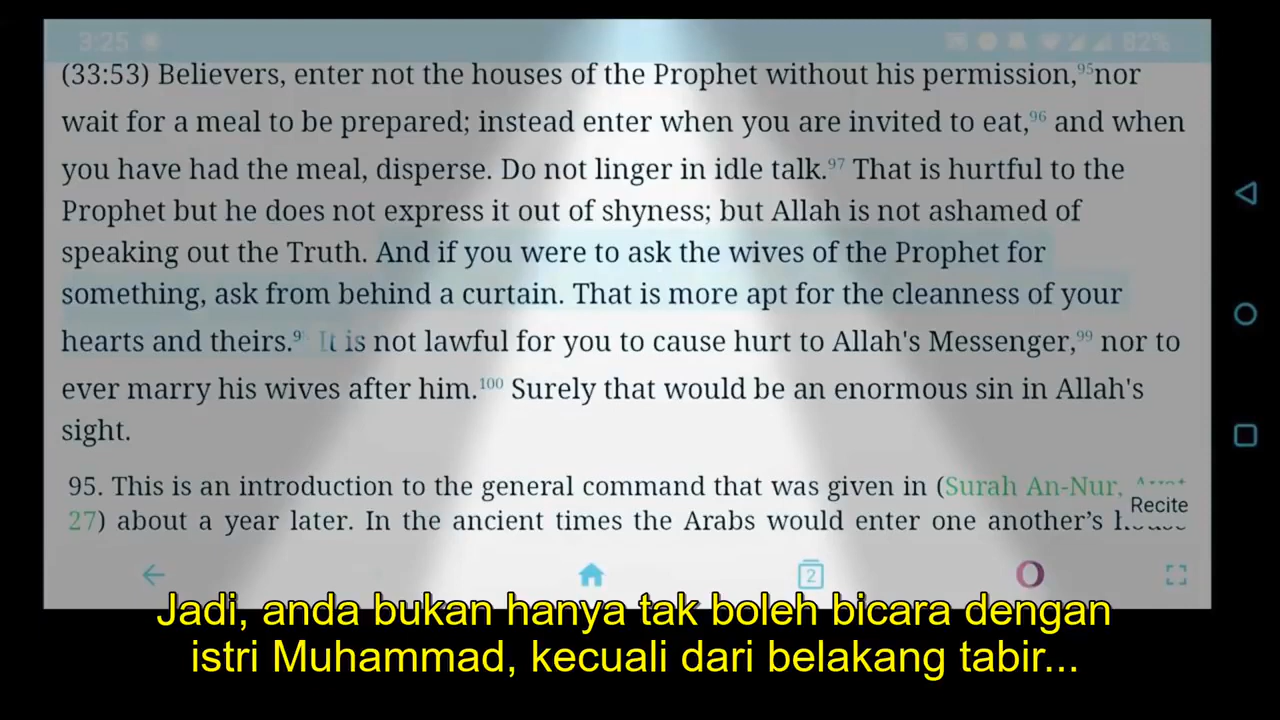 3:25
82%
(33:53) Believers, enter not the houses of the Prophet without his permission,95nor
wait for a meal to be prepared; instead enter when you are invited to eat,96 and when
you have had the meal, disperse. Do not linger in idle talk.97 That is hurtful to the
Prophet but he does not express it out of shyness; but Allah is not ashamed of
speaking out the Truth. And if you were to ask the wives of the Prophet for
something, ask from behind a curtain. That is more apt for the cleanness of your
hearts and theirs. It is not lawful for you to cause hurt to Allah's Messenger,99 nor to
ever marry his wives after him.100 Surely that would be an enormous sin in Allah's
sight.
95. This is an introduction to the general command that was given in (Surah An-Nur,
Recite
27) about a year later. In the ancient times the Arabs would enter one another's
2
Jadi, anda bukan hanya tak boleh bicara dengan
istri Muhammad, kecuali dari belakang tabir...